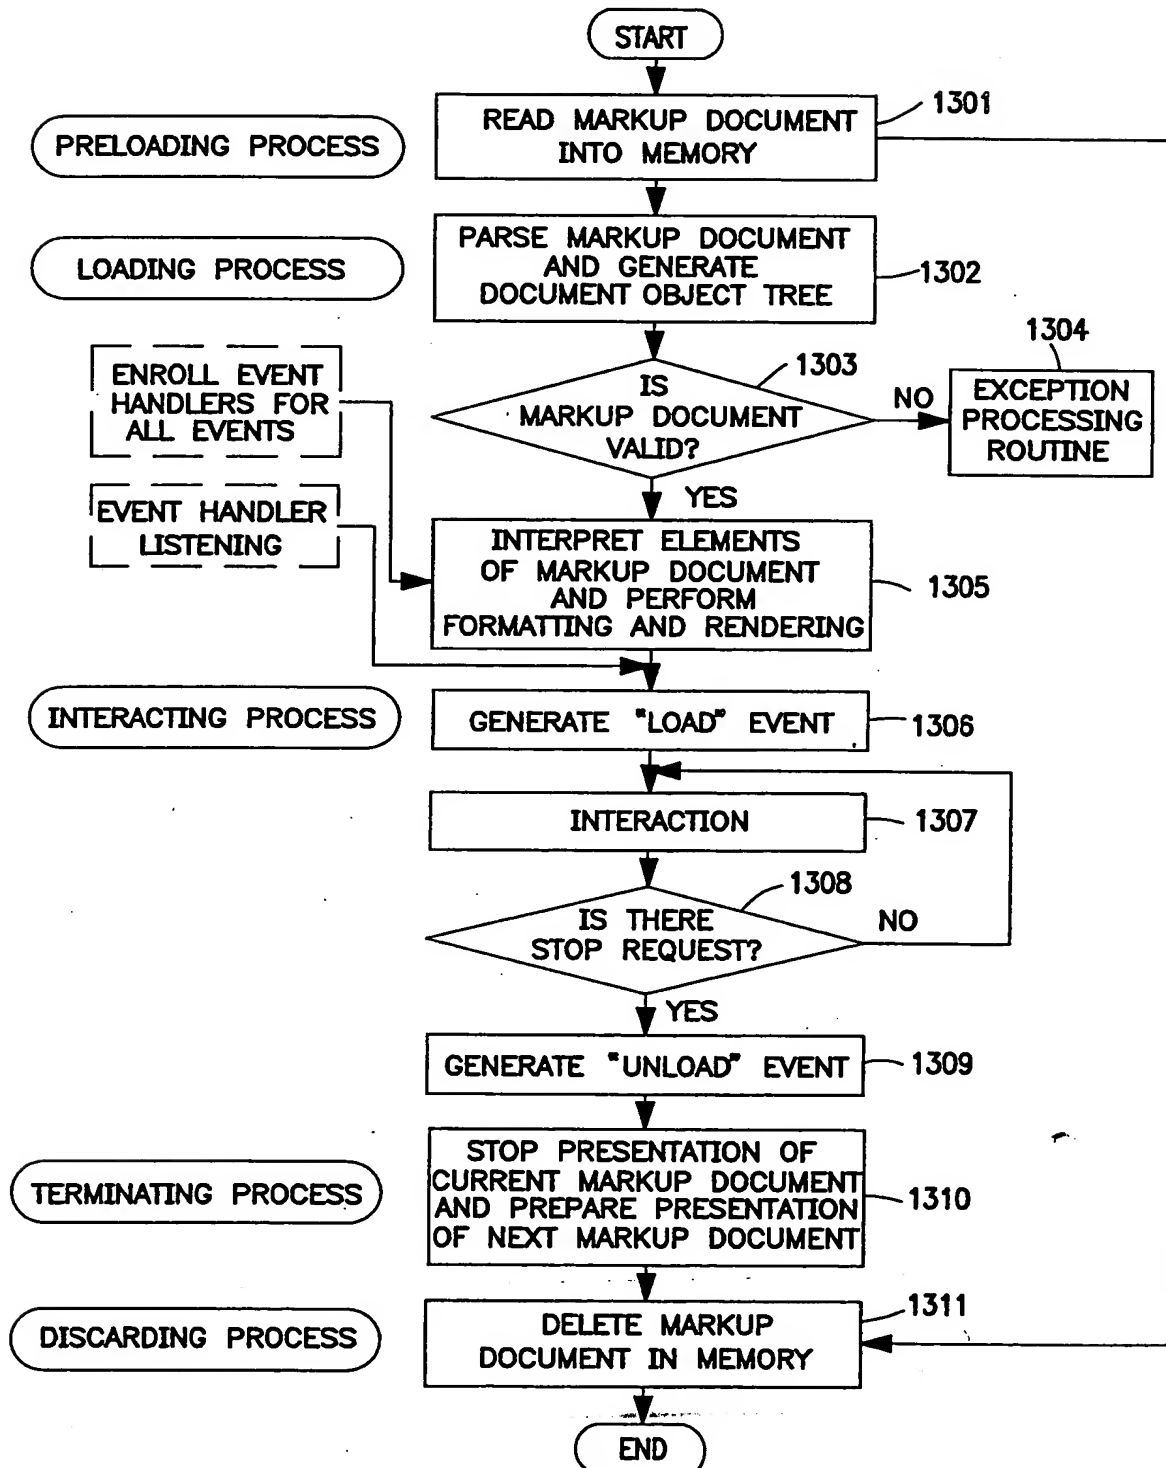 START
READ MARKUP DOCUMENT
INTO MEMORY
1301
PRELOADING PROCESS
PARSE MARKUP DOCUMENT
AND GENERATE
DOCUMENT OBJECT TREE
1302
LOADING PROCESS
1303
IS
MARKUP DOCUMENT
VALID?
NO
1304
EXCEPTION
PROCESSING
ROUTINE
ENROLL EVENT
HANDLERS FOR
ALL EVENTS
YES
EVENT HANDLER
LISTENING
INTERPRET ELEMENTS
OF MARKUP DOCUMENT
AND PERFORM
FORMATTING AND RENDERING
1305
INTERACTING PROCESS
GENERATE "LOAD" EVENT
1306
INTERACTION
1307
1308
IS THERE
STOP REQUEST?
NO
YES
GENERATE "UNLOAD" EVENT
1309
TERMINATING PROCESS
STOP PRESENTATION OF
CURRENT MARKUP DOCUMENT
AND PREPARE PRESENTATION
OF NEXT MARKUP DOCUMENT
1310
DISCARDING PROCESS
DELETE MARKUP
DOCUMENT IN MEMORY
1311
END